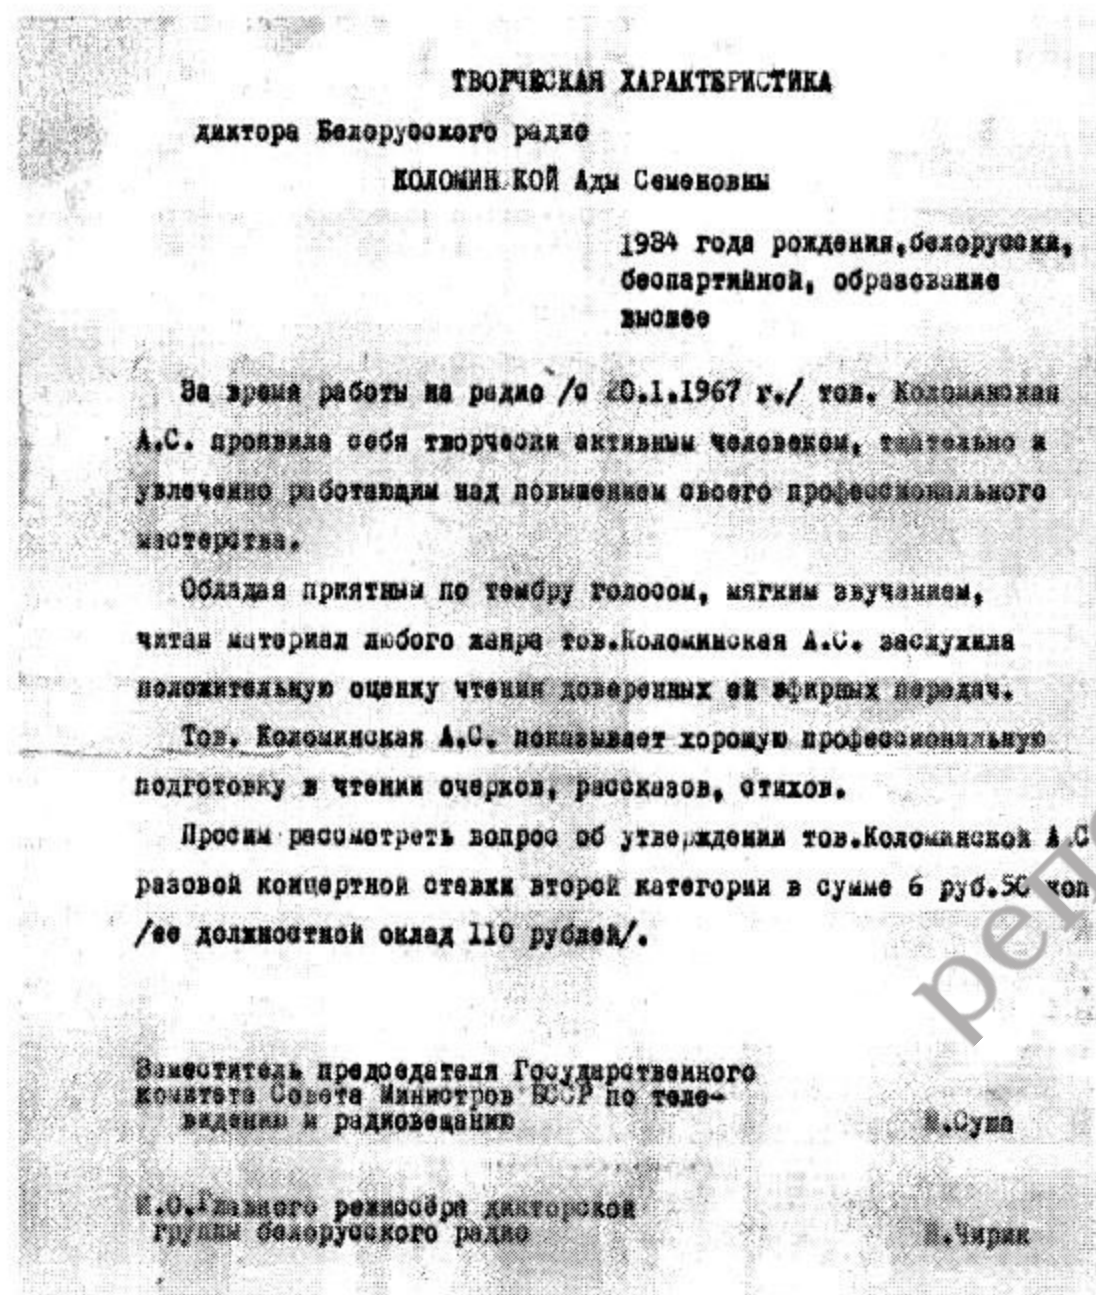 ТВОРЧЕСКАЯ ХАРАКТЕРИСТИКА
диктора Белорусского радио
КОЛОМИНСКОЙ Ады Семеновны
1934 года рождения, белоруски,
беспартийной, образование
высшее
За время работы на радио /с 20.1.1967 г./ тов. Коломинская
А.С. проявила себя творчески активным человеком, тщательно и
увлеченно работающим над повышением своего профессионального
мастерства.
Обладая приятным по тембру голосом, мягким звучанием,
читая материал любого жанра тов.Коломинская А.С. заслужила
положительную оценку чтения доверенных ей эфирных передач.
Тов. Коломинская А.С. показывает хорошую профессиональную
подготовку в чтении очерков, рассказов, стихов.
Просим рассмотреть вопрос об утверждении тов.Коломинской А.С
разовой концертной ставки второй категории в сумме 6 руб.50 коп
/ее должностной оклад 110 рублей/.
репо
Заместитель председателя Государственного
комитета Совета Министров БССР по теле-
видению и радиовещанию
Суша
И.О.Главного режиссёра дикторской
группы белорусского радио
Чирик